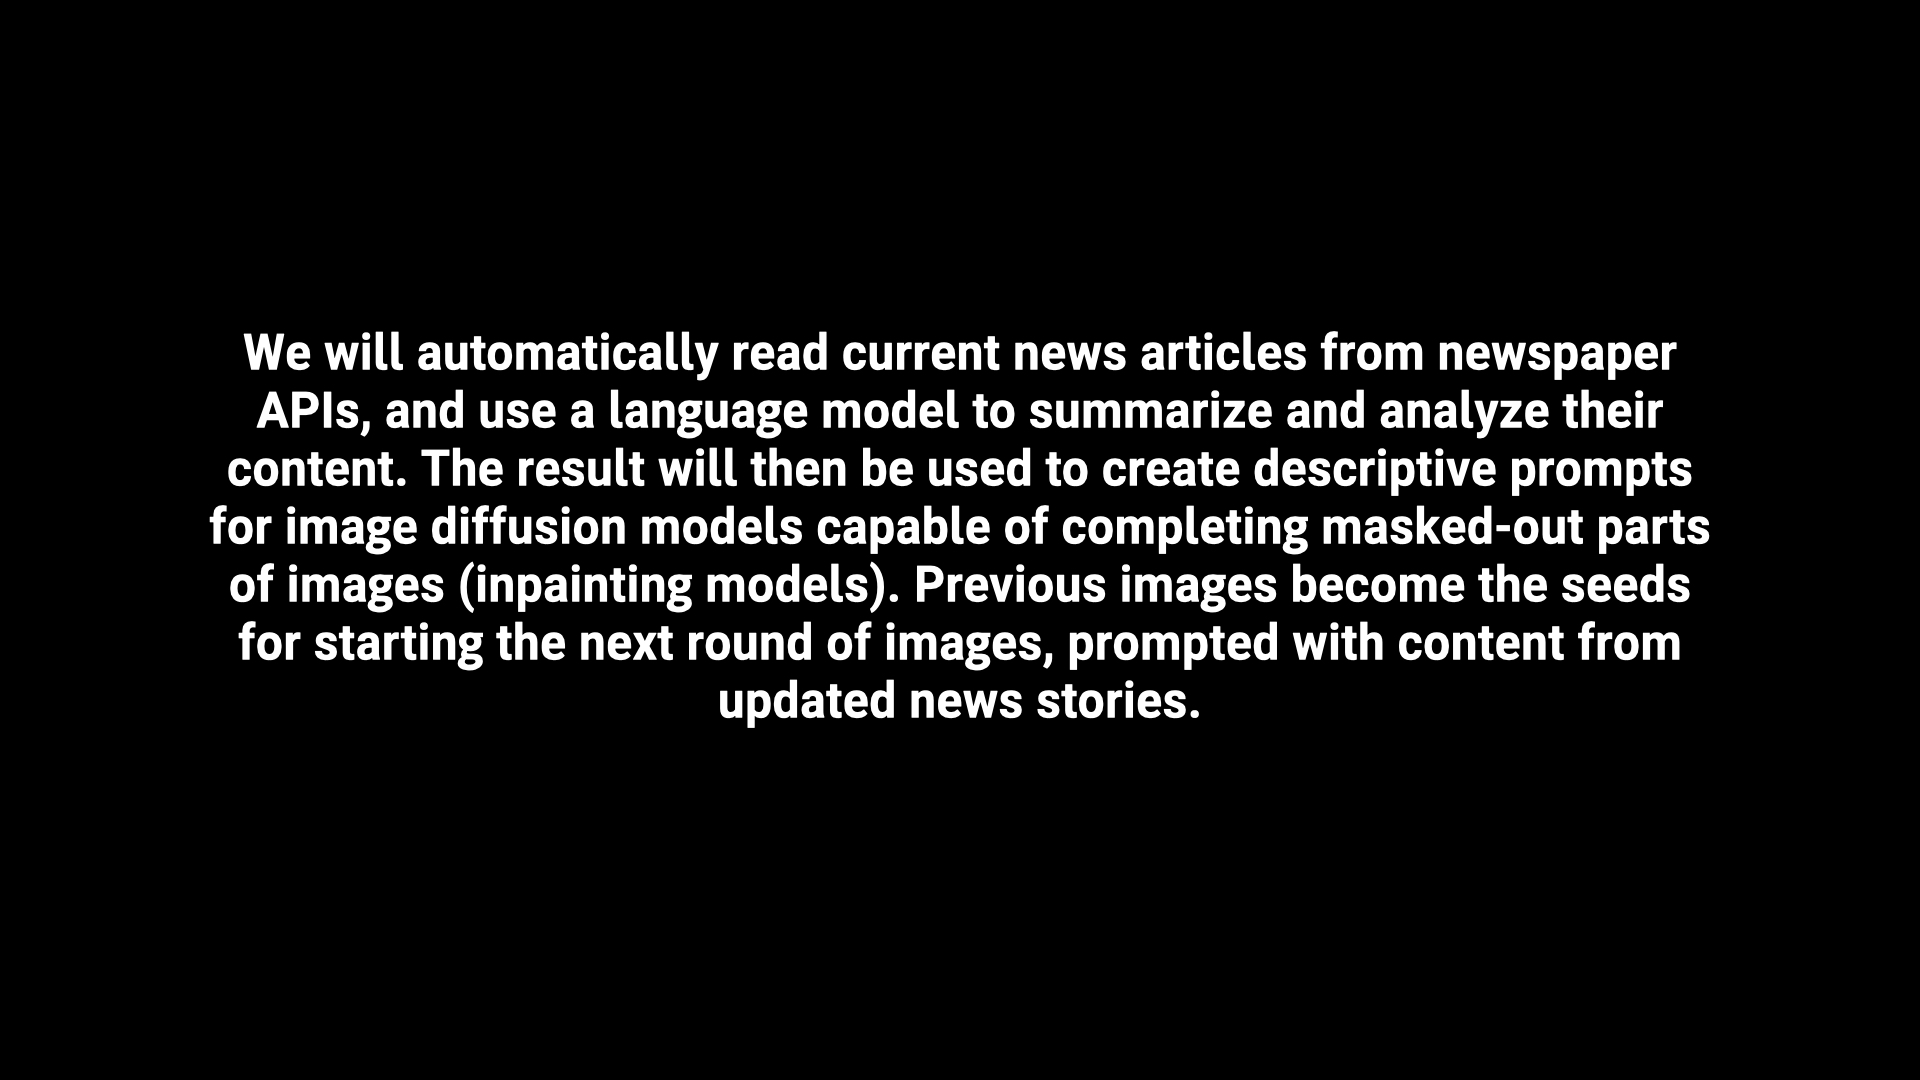 We will automatically read current news articles from newspaper
APIs, and use a language model to summarize and analyze their
content. The result will then be used to create descriptive prompts
for image diffusion models capable of completing masked-out parts
of images (inpainting models). Previous images become the seeds
for starting the next round of images, prompted with content from
updated news stories.